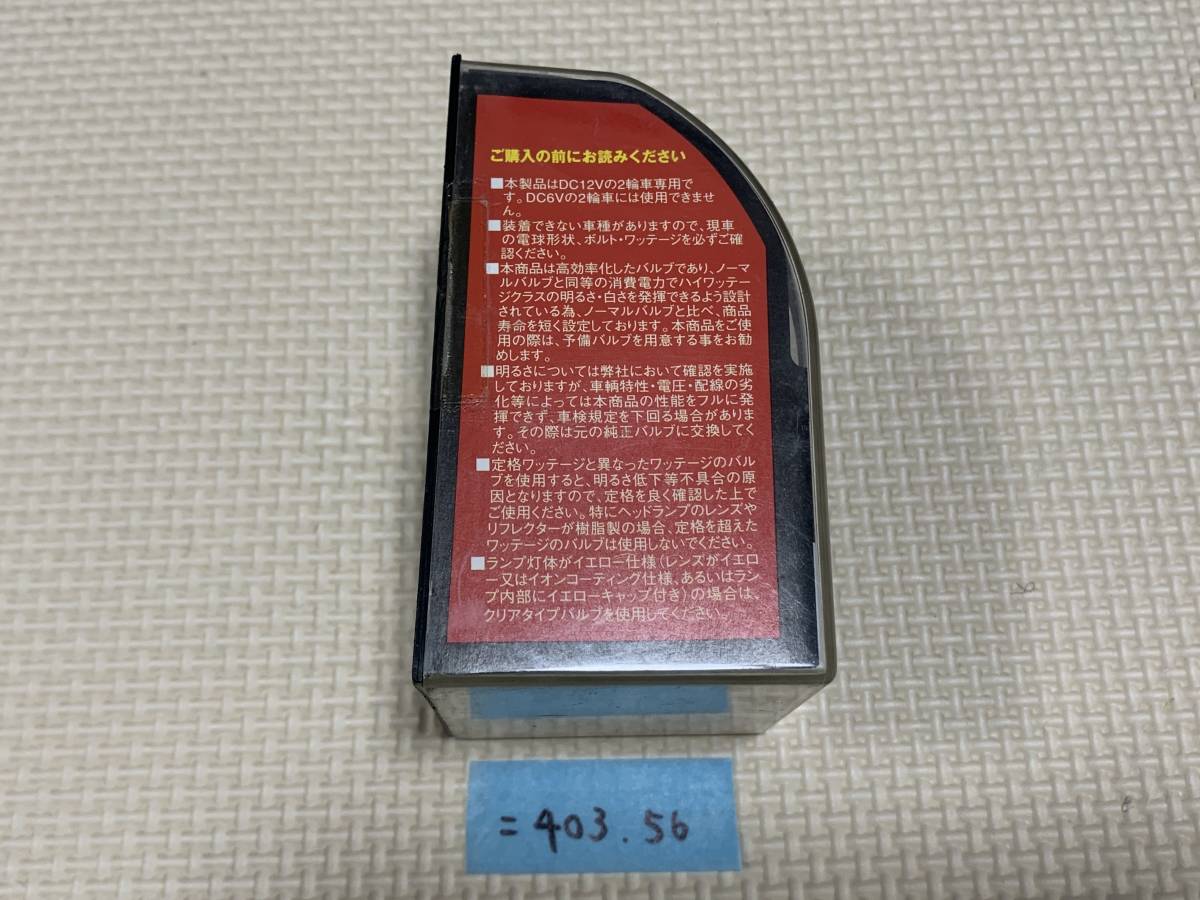 ご購入の前にお読みください
■本製品はDC12Vの2輪車専用で
す。DC6Vの2輪車には使用できませ
ん。
■装着できない車種がありますので、現車
の電球形状、ボルト・ワッテージを必ずご確
認ください。
■本商品は高効率化したバルブであり、ノーマ
ルバルブと同等の消費電力でハイワッテー
ジクラスの明るさ・白さを発揮できるよう設計
されている為、ノーマルバルブと比べ、商品
寿命を短く設定しております。本商品をご使
用の際は、予備バルブを用意する事をお勧
めします。
■明るさについては弊社において確認を実施
しておりますが、車輌特性・電圧・配線の劣
化等によっては本商品の性能をフルに発
揮できず、車検規定を下回る場合がありま
す。その際は元の純正バルブに交換してく
ださい。
■定格ワッテージと異なったワッテージのバル
ブを使用すると、明るさ低下等不具合の原
因となりますので、定格を良く確認した上で
ご使用ください。特にヘッドランプのレンズや
リフレクターが樹脂製の場合、定格を超えた
ワッテージのバルブは使用しないでください。
■ランプ灯体がイエロー仕様(レンズがイエロ
ー又はイオンコーティング仕様、あるいはラン
プ内部にイエローキャップ付き)の場合は、
クリアタイプバルブを使用してください。
=403.56